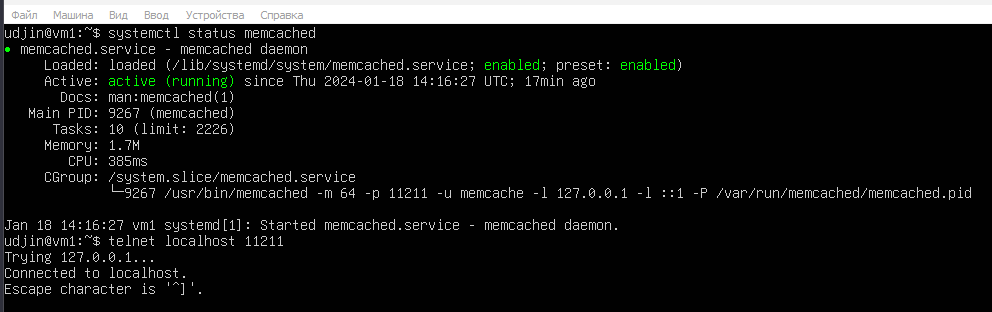 Файл Машина Вид Ввод Устройства Справка
udjin@vm1:~$ systemctl status memcached
● memcached.service - memcached daemon
     Loaded: loaded (/lib/systemd/system/memcached.service; enabled; preset: enabled)
     Active: active (running) since Thu 2024-01-18 14:16:27 UTC; 17min ago
       Docs: man:memcached(1)
   Main PID: 9267 (memcached)
      Tasks: 10 (limit: 2226)
     Memory: 1.7M
        CPU: 385ms
     CGroup: /system.slice/memcached.service
             └─9267 /usr/bin/memcached -m 64 -p 11211 -u memcache -l 127.0.0.1 -l ::1 -P /var/run/memcached/memcached.pid
Jan 18 14:16:27 vm1 systemd[1]: Started memcached.service - memcached daemon.
udjin@vm1:~$ telnet localhost 11211
Trying 127.0.0.1...
Connected to localhost.
Escape character is '^]'.